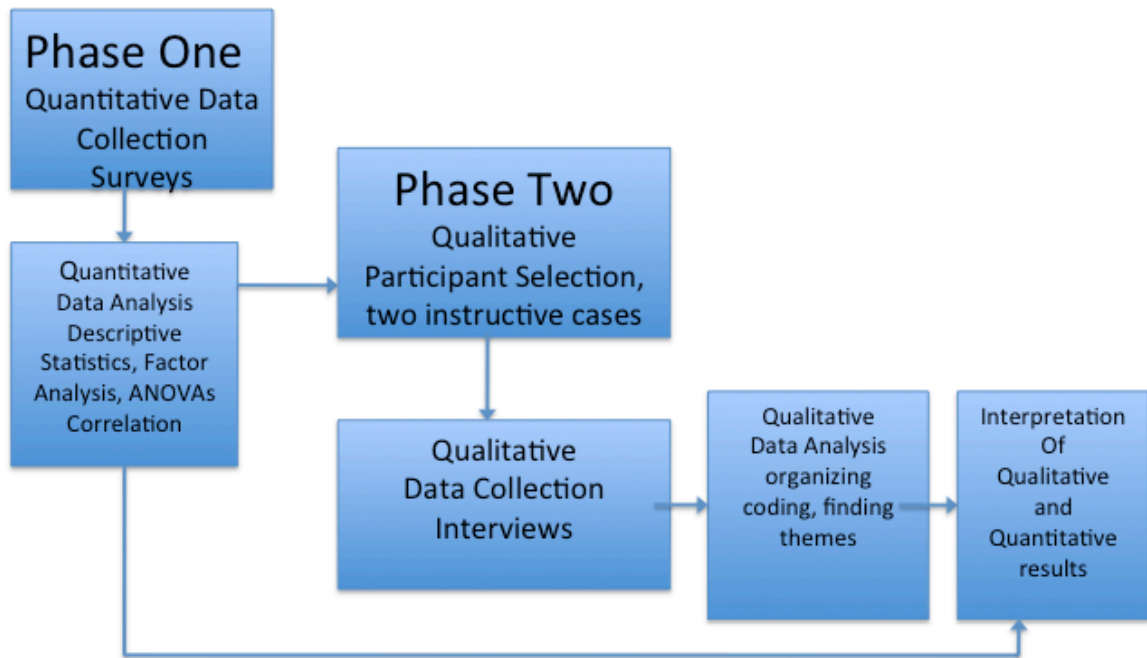 Phase One
Quantitative Data
Collection
Surveys
Quantitative
Data Analysis
Descriptive
Statistics, Factor
Analysis, ANOVAs
Correlation
Phase Two
Qualitative
Participant Selection,
two instructive cases
Qualitative
Data Collection
Interviews
Qualitative
Data Analysis
organizing
coding, finding
themes
Interpretation
Of
Qualitative
and
Quantitative
results